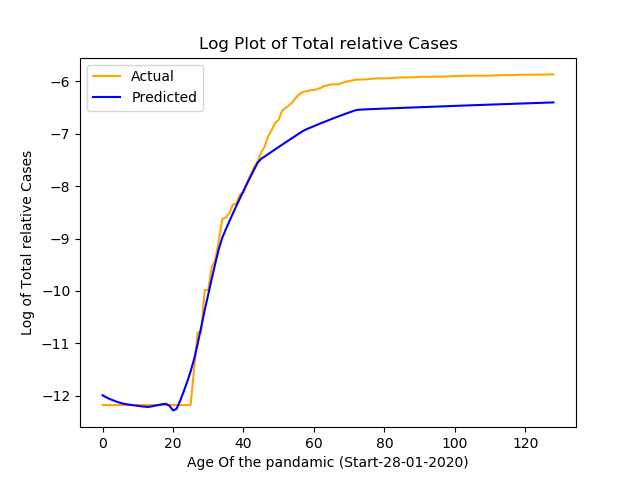 Log Plot of Total relative Cases
Actual
Predicted
Log of Total relative Cases
−6
−7
−8
−9
−10
−11
−12
0 20 40 60 80 100 120
Age Of the pandamic (Start-28-01-2020)